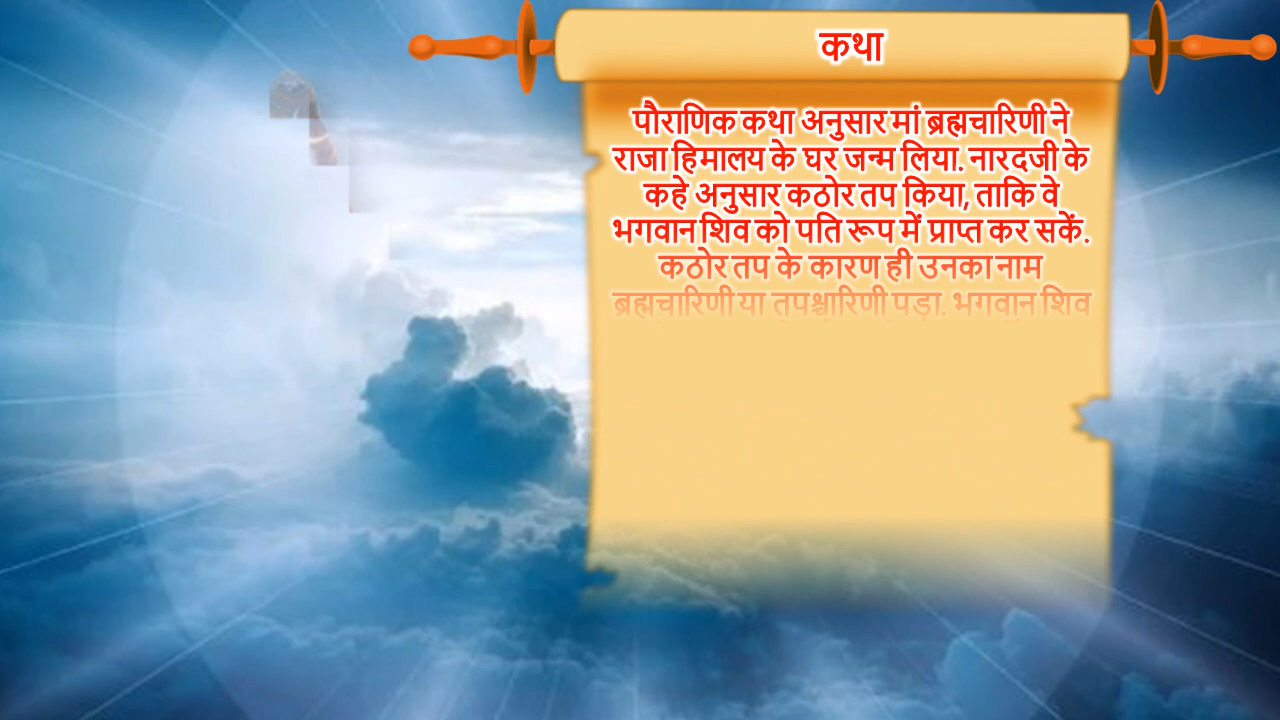 कथा
पौराणिक कथा अनुसार मां ब्रह्मचारिणी ने
राजा हिमालय के घर जन्म लिया. नारदजी के
कहे अनुसार कठोर तप किया, ताकि वे
भगवान शिव को पति रूप में प्राप्त कर सकें.
कठोर तप के कारण ही उनका नाम
ब्रह्मचारिणी या तपश्चारिणी पड़ा. भगवान शिव